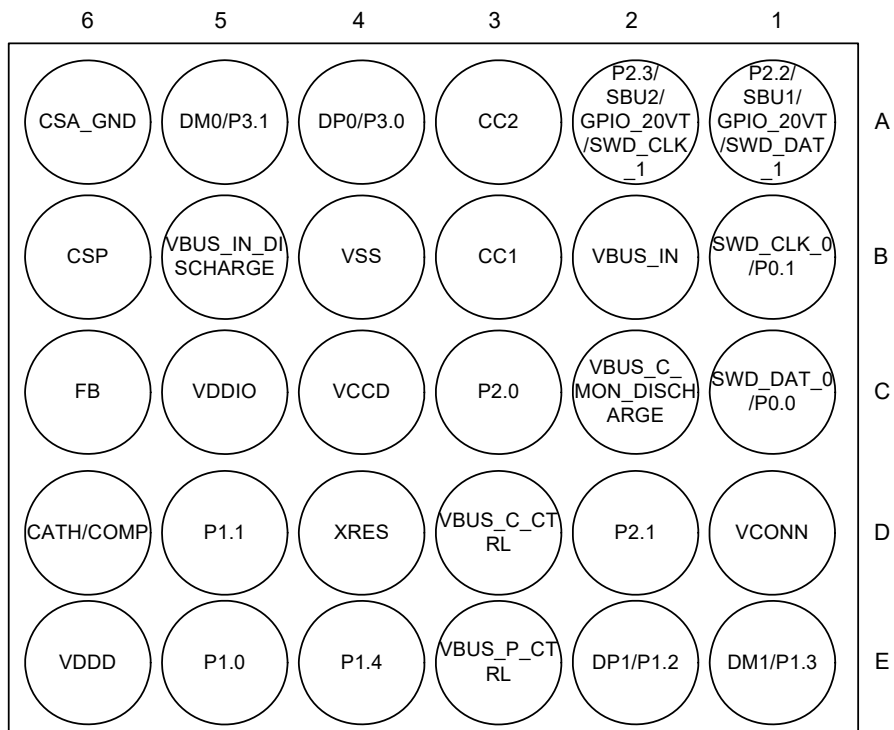 6 5 4 3 2 1
CSA_GND
DM0/P3.1
DP0/P3.0
CC2
P2.3/
SBU2/
GPIO_20VT
/SWD_CLK
_1
P2.2/
SBU1/
GPIO_20VT
/SWD_DAT
_1
A
CSP
VBUS_IN_DI
SCHARGE
VSS
CC1
VBUS_IN
SWD_CLK_0
/P0.1
B
FB
VDDIO
VCCD
P2.0
VBUS_C_
MON_DISCH
ARGE
SWD_DAT_0
/P0.0
C
CATH/COMP
P1.1
XRES
VBUS_C_CT
RL
P2.1
VCONN
D
VDDD
P1.0
P1.4
VBUS_P_CT
RL
DP1/P1.2
DM1/P1.3
E